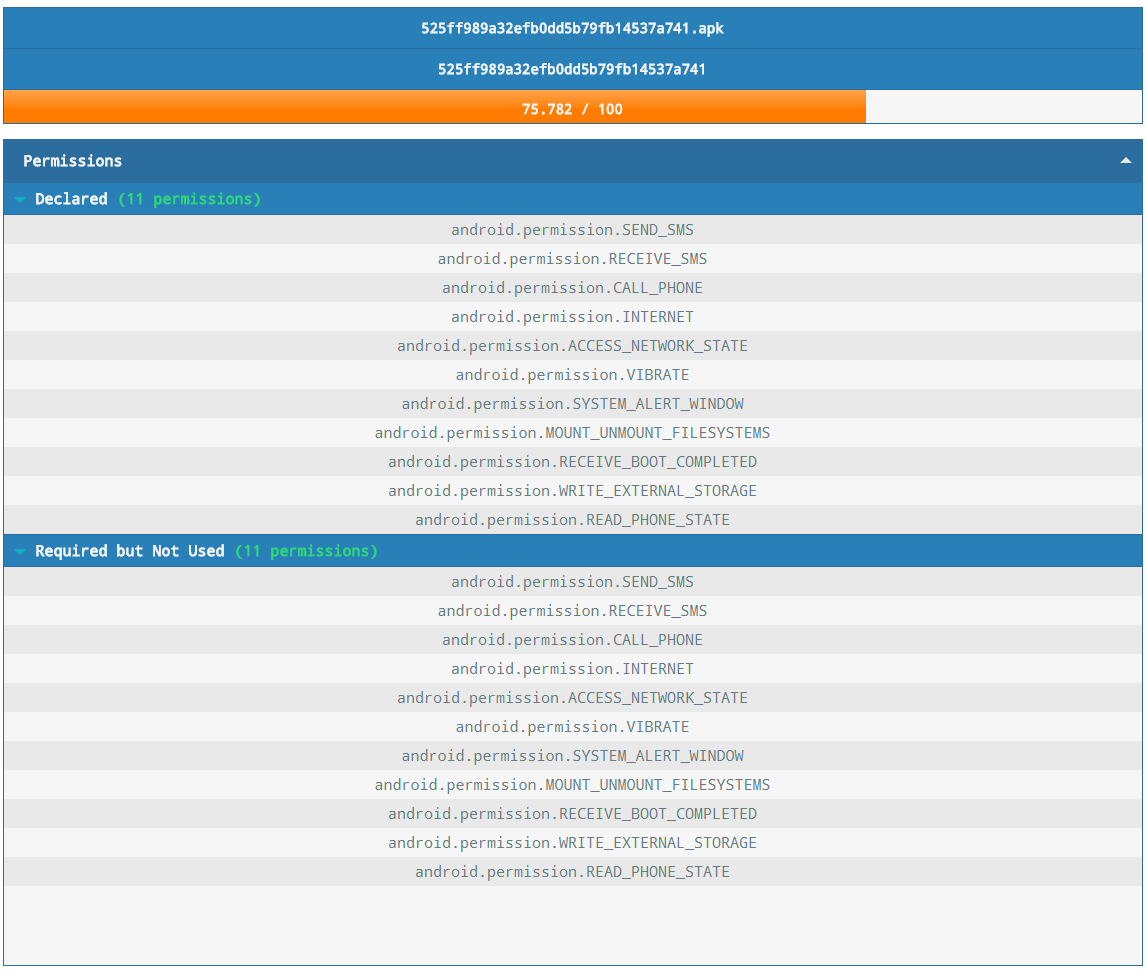 525ff989a32efb0dd5b79fb14537a741.apk
525ff989a32efb0dd5b79fb14537a741
75.782 / 100
Permissions
Declared (11 permissions)
android.permission.SEND_SMS
android.permission.RECEIVE_SMS
android.permission.CALL_PHONE
android.permission.INTERNET
android.permission.ACCESS_NETWORK_STATE
android.permission.VIBRATE
android.permission.SYSTEM_ALERT_WINDOW
android.permission.MOUNT_UNMOUNT_FILESYSTEMS
android.permission.RECEIVE_BOOT_COMPLETED
android.permission.WRITE_EXTERNAL_STORAGE
android.permission.READ_PHONE_STATE
Required but Not Used (11 permissions)
android.permission.SEND_SMS
android.permission.RECEIVE_SMS
android.permission.CALL_PHONE
android.permission.INTERNET
android.permission.ACCESS_NETWORK_STATE
android.permission.VIBRATE
android.permission.SYSTEM_ALERT_WINDOW
android.permission.MOUNT_UNMOUNT_FILESYSTEMS
android.permission.RECEIVE_BOOT_COMPLETED
android.permission.WRITE_EXTERNAL_STORAGE
android.permission.READ_PHONE_STATE